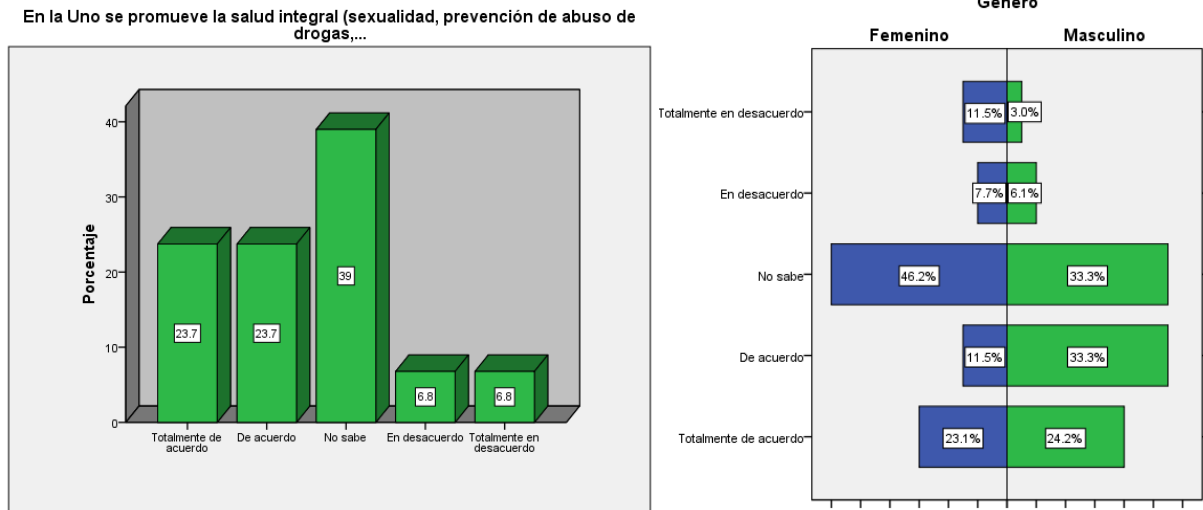 En la Uno se promueve la salud integral (sexualidad, prevención de abuso de
drogas,...
Porcentaje
40
30
20
10
0
23.7
23.7
39
6.8
6.8
Totalmente de
acuerdo
De acuerdo
No sabe
En desacuerdo
Totalmente en
desacuerdo
Género
Femenino
Masculino
Totalmente en desacuerdo
11.5%
3.0%
En desacuerdo
7.7%
6.1%
No sabe
46.2%
33.3%
De acuerdo
11.5%
33.3%
Totalmente de acuerdo
23.1%
24.2%